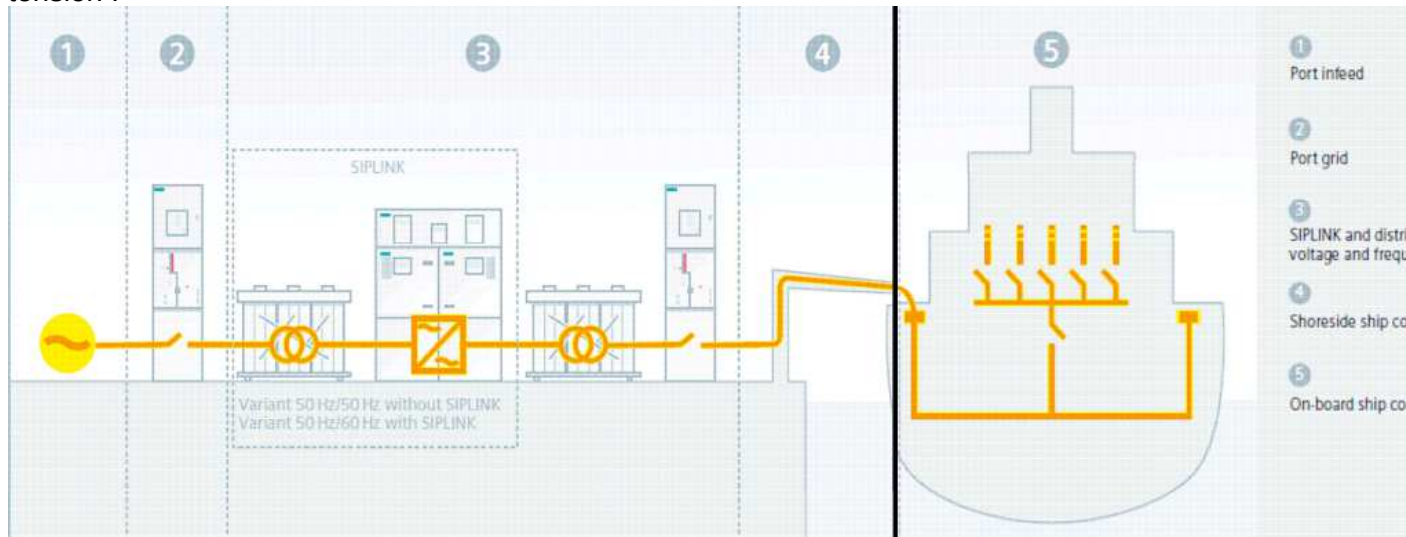 tension :
1
2
3
4
5
SIPLINK
Variant 50 Hz/50 Hz without SIPLINK
Variant 50 Hz/60 Hz with SIPLINK
1
Port infeed
2
Port grid
3
SIPLINK and distri
voltage and frequ
4
Shoreside ship co
5
On-board ship co